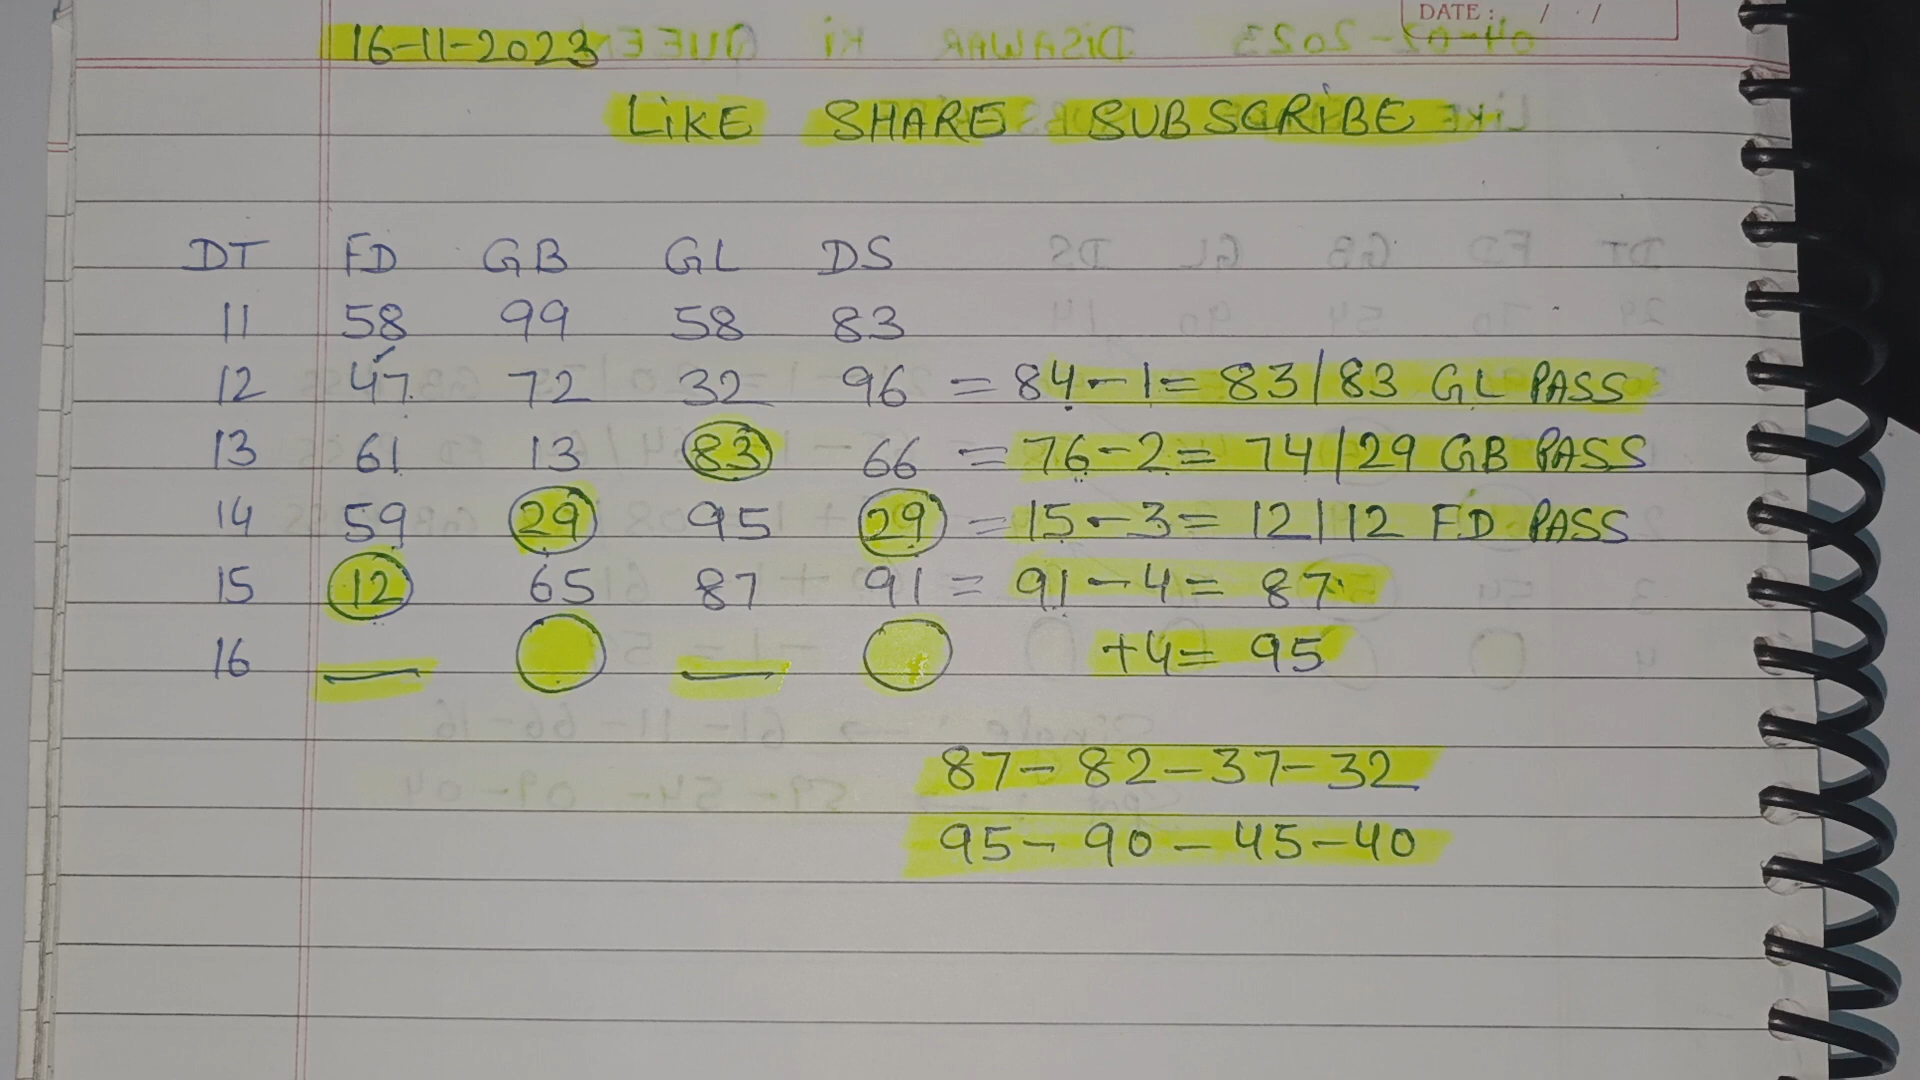 DATE: / /
16-11-2023
LiKE SHARE SUBSCRiBE
DT FD GB GL DS
11 58 99 58 83
12 47 72 32 96 = 84-1= 83/83 GL PASS
13 61 13 83 66 = 76-2= 74/29 GB PASS
14 59 29 95 29 = 15-3= 12/12 FD PASS
15 12 65 87 91 = 91-4= 87
16 +4= 95
87-82-37-32
95-90-45-40